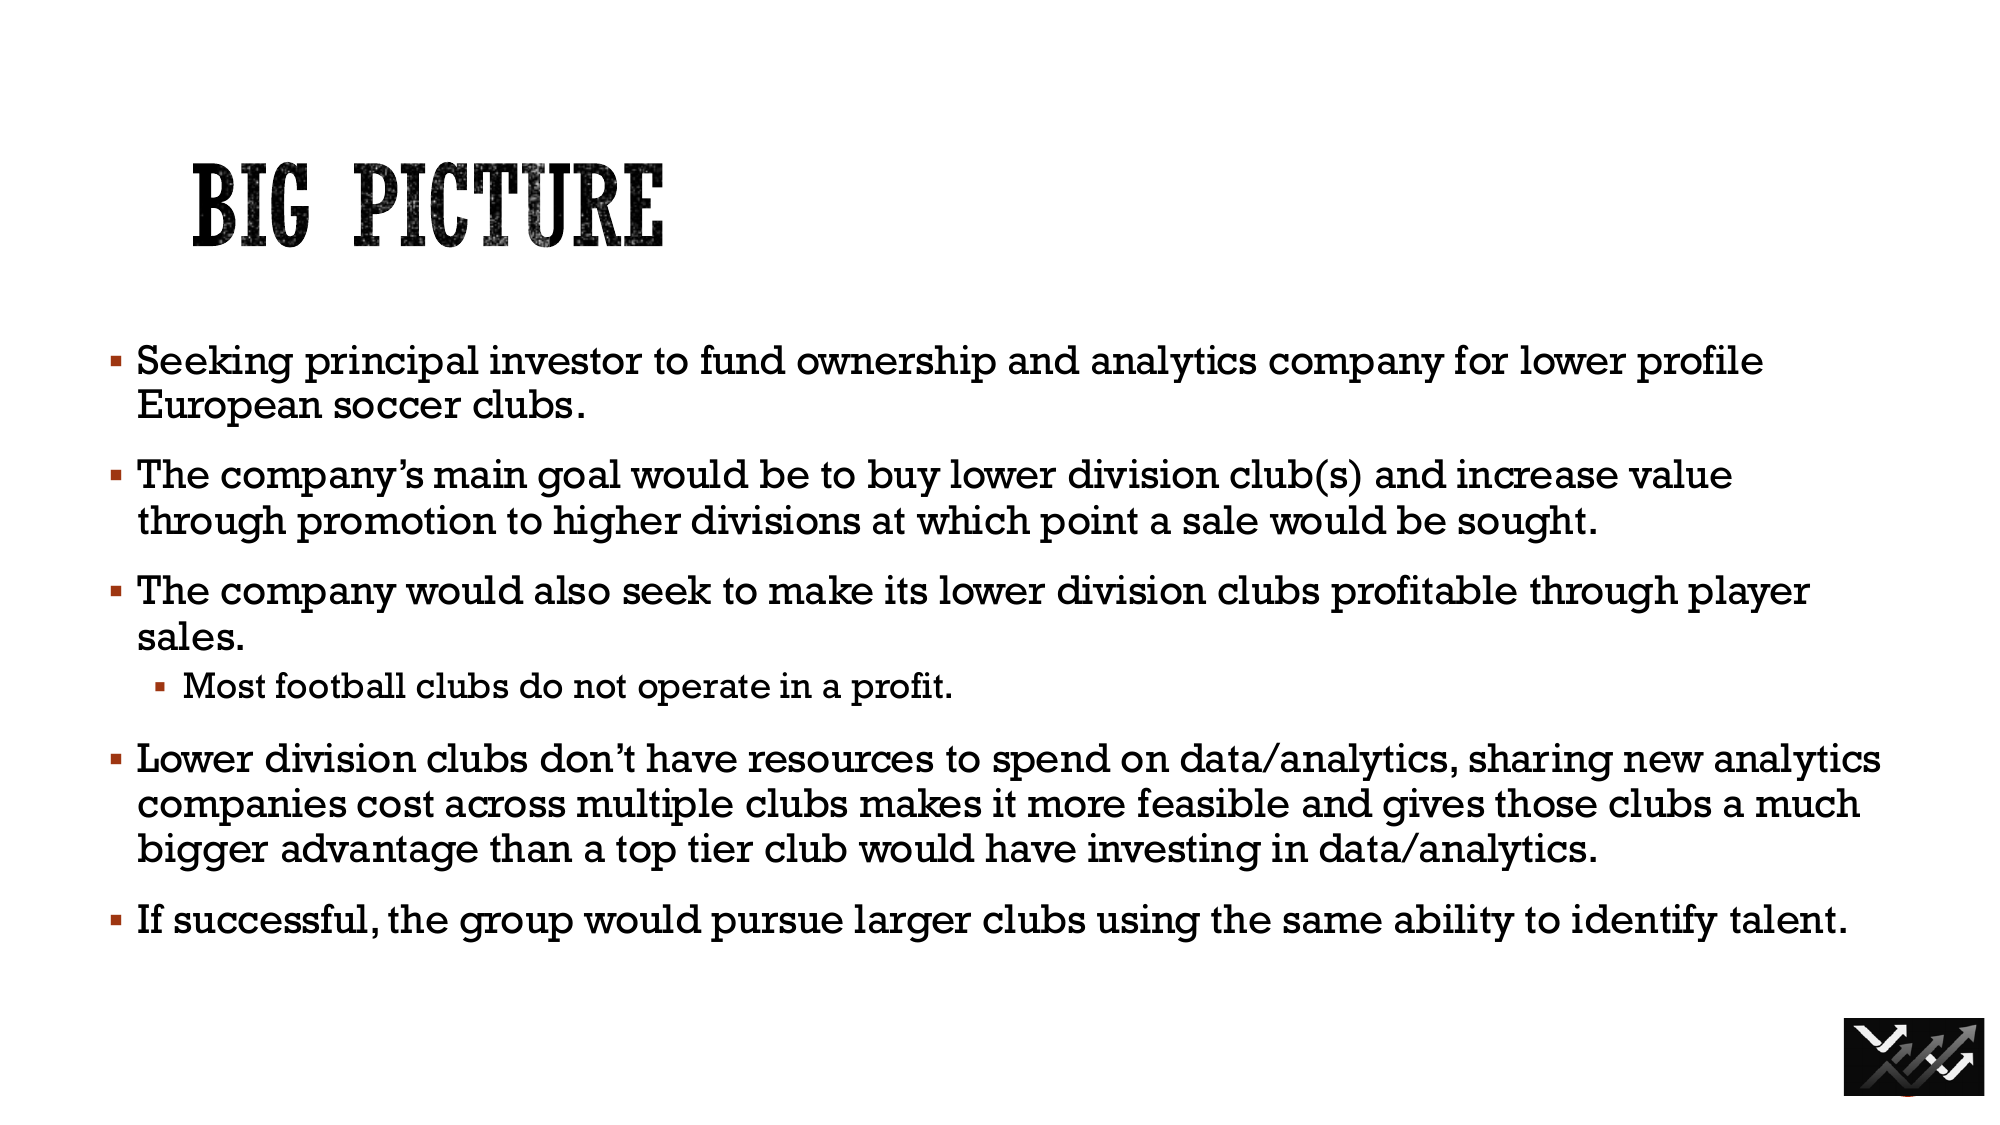 BIG PICTURE
▪ Seeking principal investor to fund ownership and analytics company for lower profile
European soccer clubs.
▪ The company’s main goal would be to buy lower division club(s) and increase value
through promotion to higher divisions at which point a sale would be sought.
▪ The company would also seek to make its lower division clubs profitable through player
sales.
▪ Most football clubs do not operate in a profit.
▪ Lower division clubs don’t have resources to spend on data/analytics, sharing new analytics
companies cost across multiple clubs makes it more feasible and gives those clubs a much
bigger advantage than a top tier club would have investing in data/analytics.
▪ If successful, the group would pursue larger clubs using the same ability to identify talent.